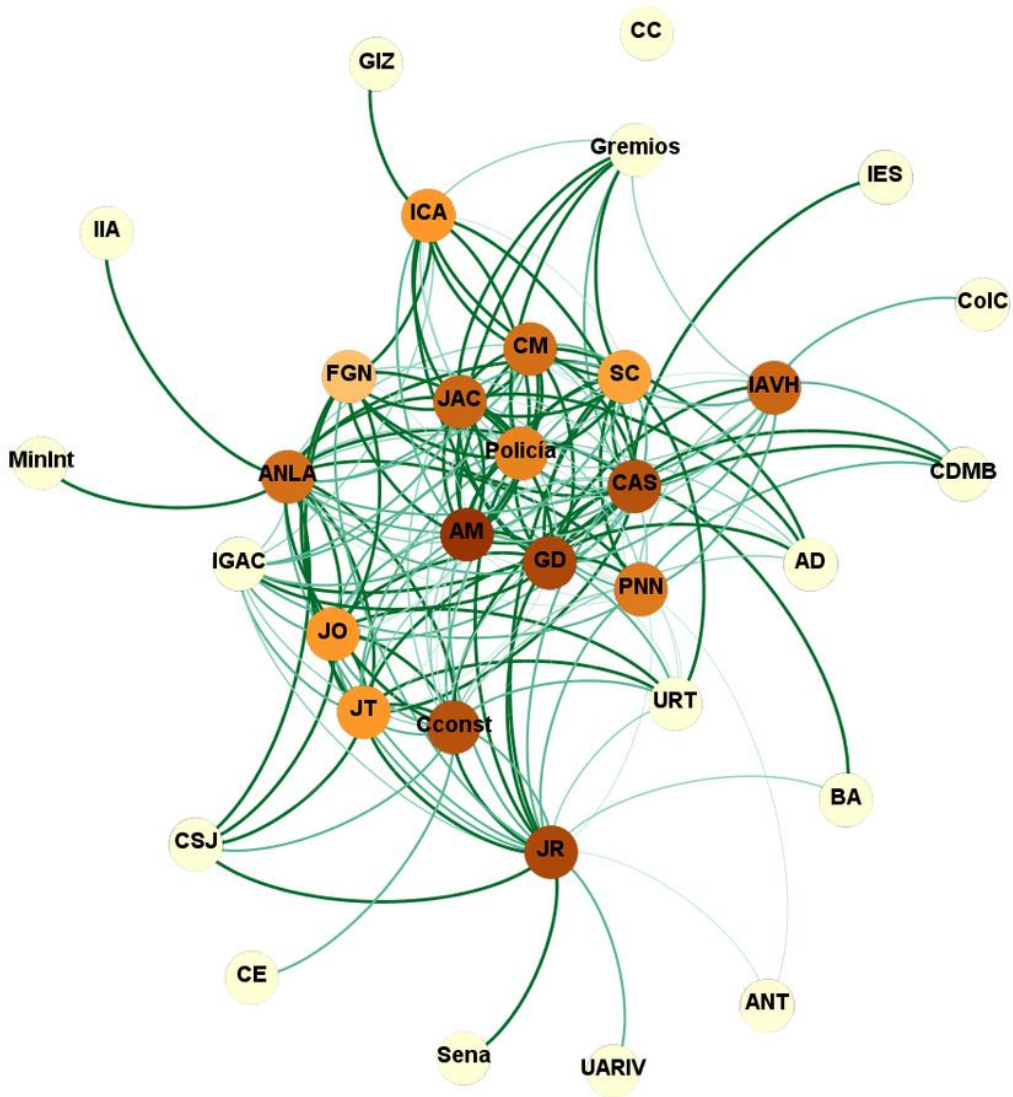 CC
GIZ
Gremios
IES
ICA
IIA
ColC
CM
FGN
SC
IAVH
JAC
Policía
MinInt
ANLA
CAS
CDMB
AM
IGAC
GD
AD
PNN
JO
URT
JT
Cconst
BA
CSJ
JR
CE
ANT
Sena
UARIV